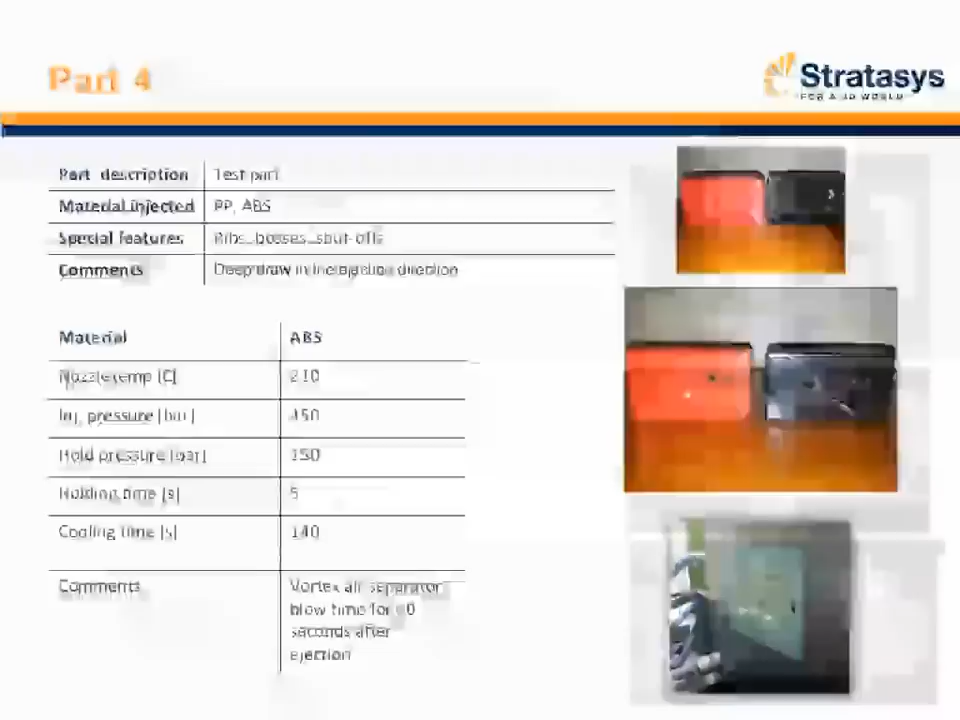 Part 4
Stratasys
FOR A 3D WORLD
Part description Test part
Material injected PP, ABS
Special features Ribs, bosses, shut-offs
Comments Deep draw in the ejection direction
Material ABS
Nozzle temp [C] 210
Inj. pressure [bar]
Hold pressure [bar] 150
Holding time [s] 5
Cooling time [s] 140
Comments Vortex air separator
blow time for
seconds after
ejection